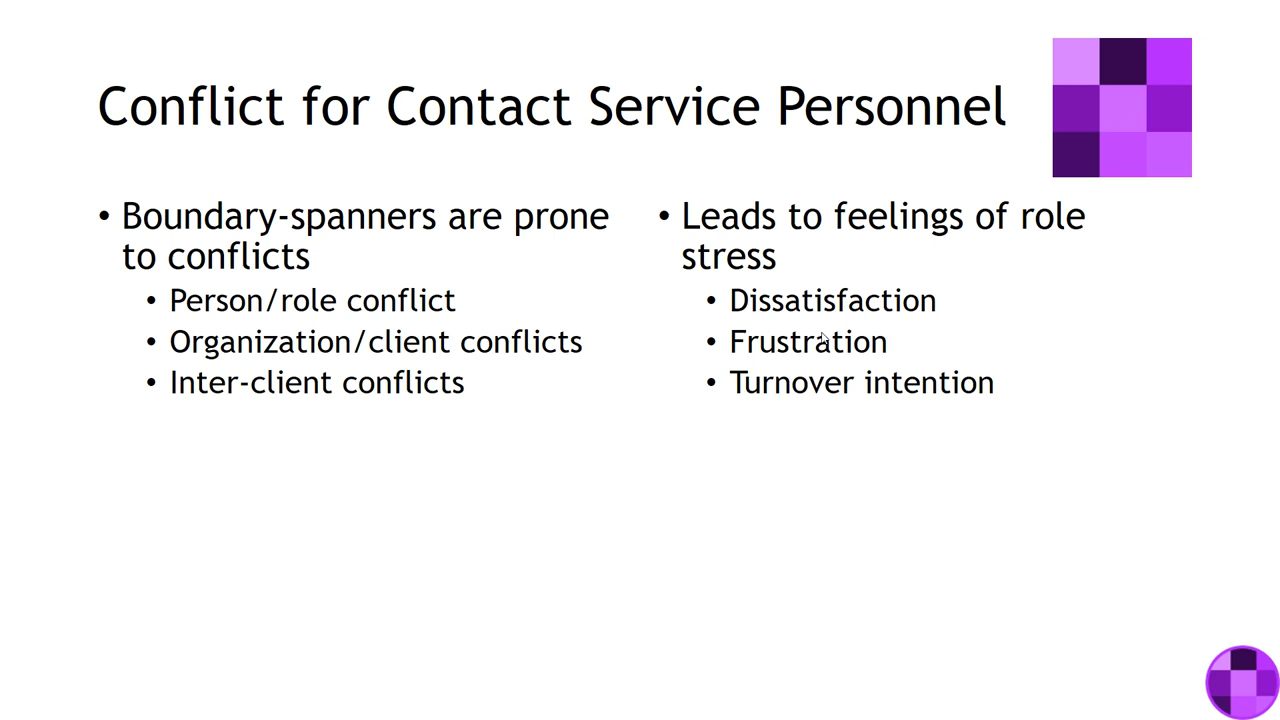 Conflict for Contact Service Personnel
• Boundary-spanners are prone
to conflicts
• Person/role conflict
• Organization/client conflicts
• Inter-client conflicts
• Leads to feelings of role
stress
• Dissatisfaction
• Frustration
• Turnover intention